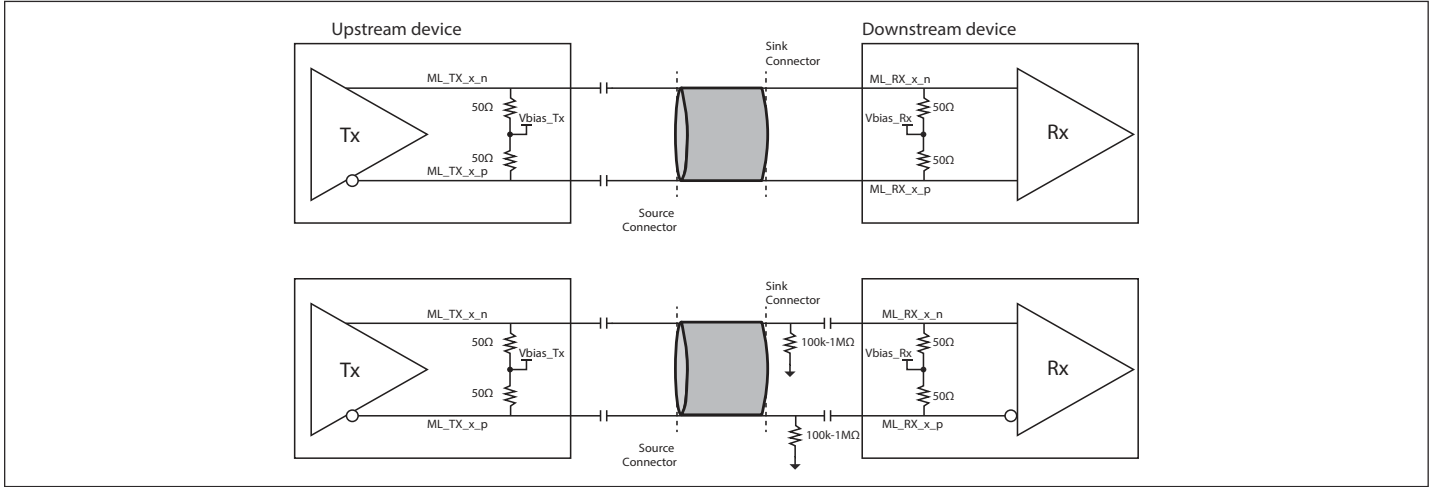 Upstream device
Downstream device
Sink
Connector
ML_TX_x_n
ML_RX_x_n
50Ω
Vbias_Tx
50Ω
Vbias_Rx
Tx
Rx
50Ω
50Ω
ML_TX_x_p
ML_RX_x_p
Source
Connector
Sink
Connector
ML_TX_x_n
ML_RX_x_n
50Ω
100k-1MΩ
50Ω
Vbias_Tx
Vbias_Rx
Tx
Rx
50Ω
50Ω
ML_TX_x_p
ML_RX_x_p
100k-1MΩ
Source
Connector